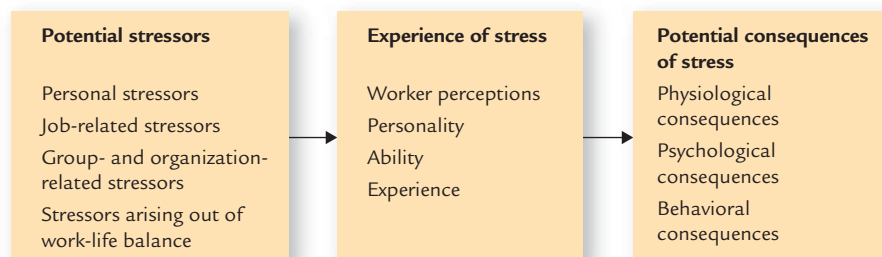 Potential stressors
Personal stressors
Job-related stressors
Group- and organization-
related stressors
Stressors arising out of
work-life balance
Experience of stress
Worker perceptions
Personality
Ability
Experience
Potential consequences
of stress
Physiological
consequences
Psychological
consequences
Behavioral
consequences